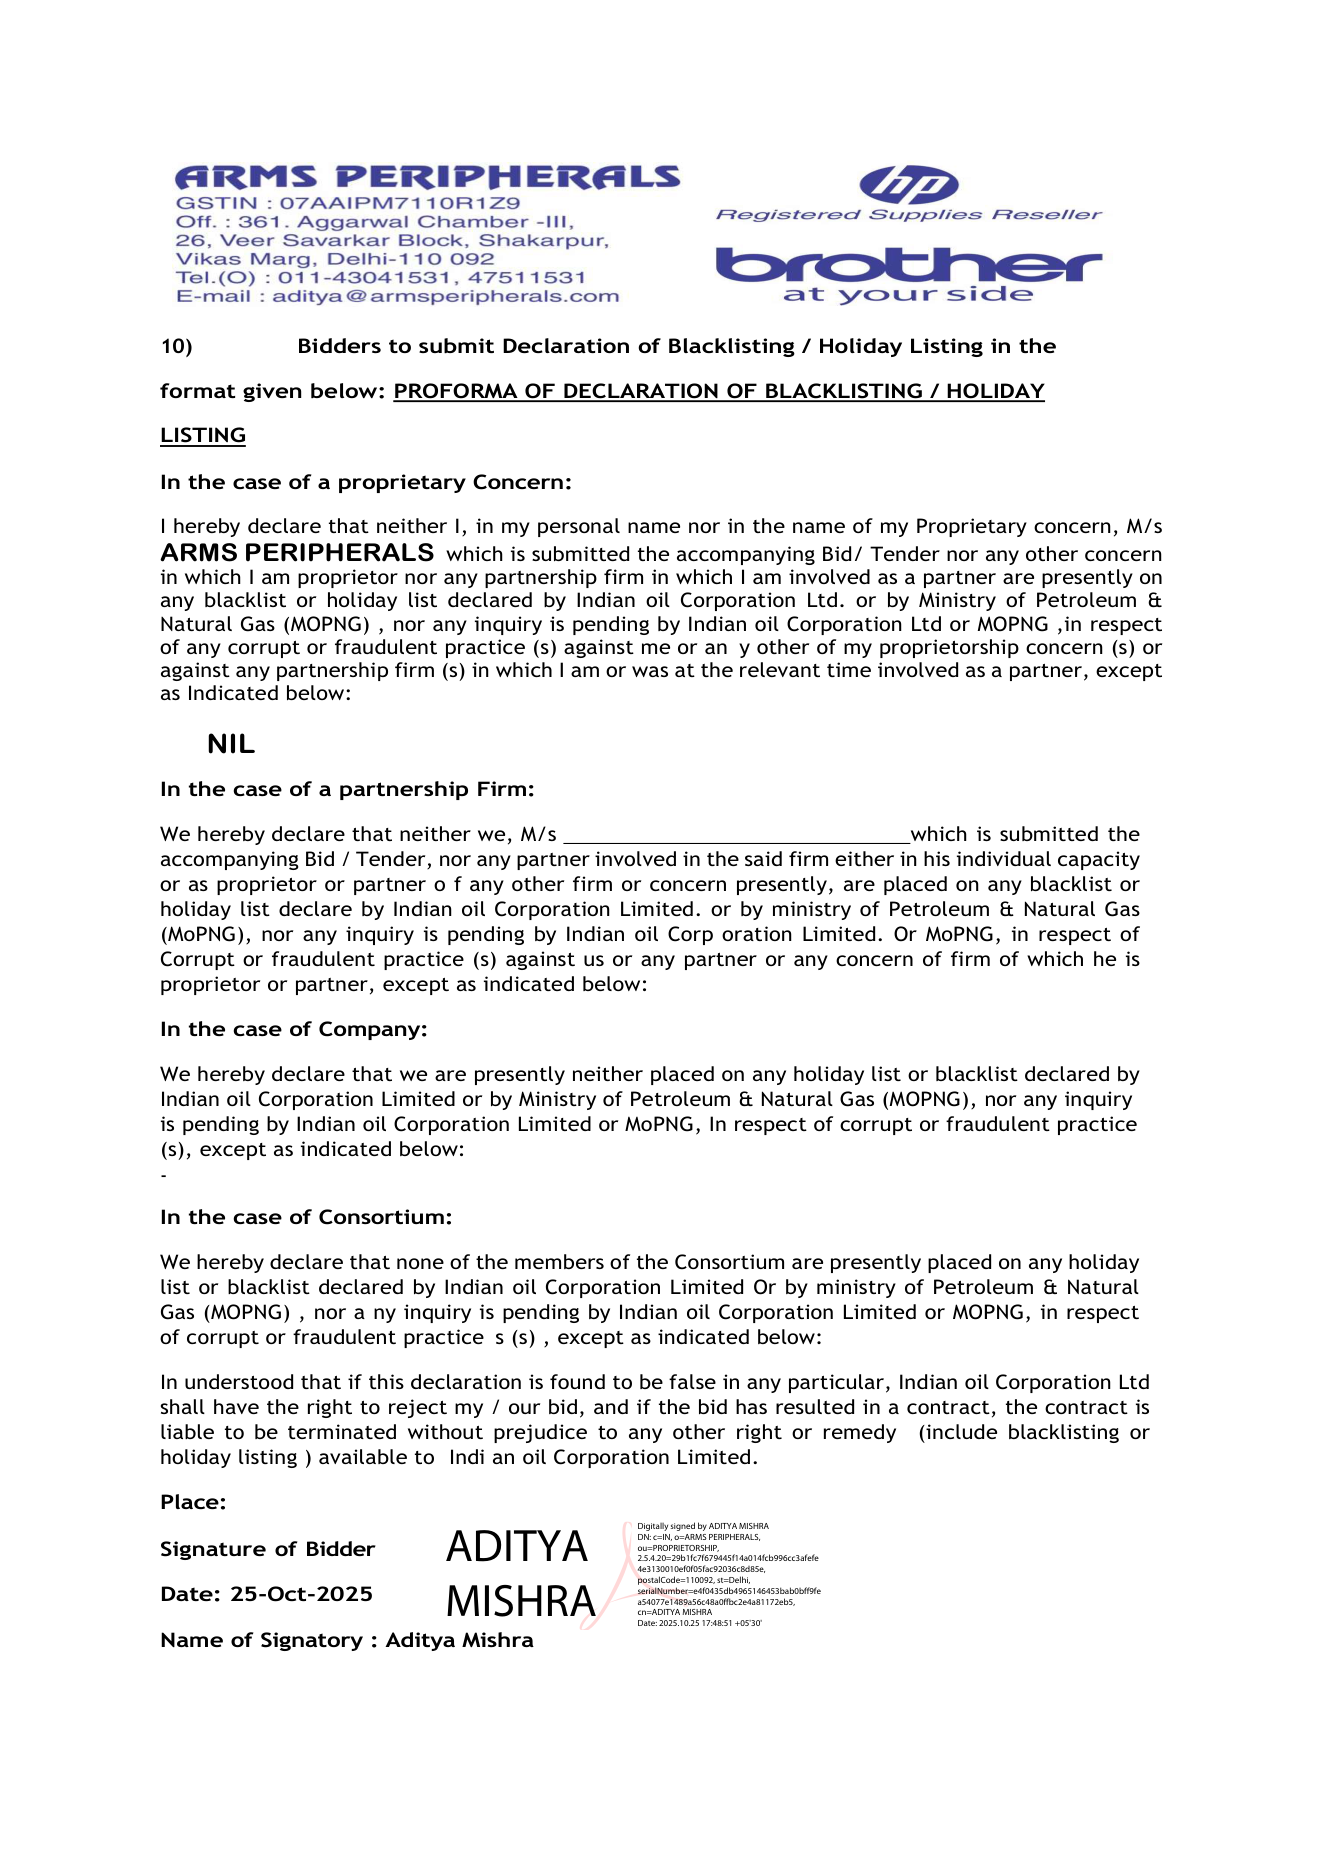 ARMS PERIPHERALS
GSTIN : 07AAIPM7110R1Z9
Off. : 361. Aggarwal Chamber -III,
26, Veer Savarkar Block, Shakarpur,
Vikas Marg, Delhi-110 092
Tel.(O) : 011-43041531, 47511531
E-mail : aditya@armsperipherals.com
hp
Registered Supplies Reseller
brother
at your side
10) Bidders to submit Declaration of Blacklisting / Holiday Listing in the
format given below: PROFORMA OF DECLARATION OF BLACKLISTING / HOLIDAY
LISTING
In the case of a proprietary Concern:
I hereby declare that neither I, in my personal name nor in the name of my Proprietary concern, M/s
ARMS PERIPHERALS which is submitted the accompanying Bid/ Tender nor any other concern
in which I am proprietor nor any partnership firm in which I am involved as a partner are presently on
any blacklist or holiday list declared by Indian oil Corporation Ltd. or by Ministry of Petroleum &
Natural Gas (MOPNG) , nor any inquiry is pending by Indian oil Corporation Ltd or MOPNG ,in respect
of any corrupt or fraudulent practice (s) against me or an y other of my proprietorship concern (s) or
against any partnership firm (s) in which I am or was at the relevant time involved as a partner, except
as Indicated below:
NIL
In the case of a partnership Firm:
We hereby declare that neither we, M/s ______________________________which is submitted the
accompanying Bid / Tender, nor any partner involved in the said firm either in his individual capacity
or as proprietor or partner o f any other firm or concern presently, are placed on any blacklist or
holiday list declare by Indian oil Corporation Limited. or by ministry of Petroleum & Natural Gas
(MoPNG), nor any inquiry is pending by Indian oil Corp oration Limited. Or MoPNG, in respect of
Corrupt or fraudulent practice (s) against us or any partner or any concern of firm of which he is
proprietor or partner, except as indicated below:
In the case of Company:
We hereby declare that we are presently neither placed on any holiday list or blacklist declared by
Indian oil Corporation Limited or by Ministry of Petroleum & Natural Gas (MOPNG), nor any inquiry
is pending by Indian oil Corporation Limited or MoPNG, In respect of corrupt or fraudulent practice
(s), except as indicated below:
-
In the case of Consortium:
We hereby declare that none of the members of the Consortium are presently placed on any holiday
list or blacklist declared by Indian oil Corporation Limited Or by ministry of Petroleum & Natural
Gas (MOPNG) , nor a ny inquiry is pending by Indian oil Corporation Limited or MOPNG, in respect
of corrupt or fraudulent practice s (s) , except as indicated below:
In understood that if this declaration is found to be false in any particular, Indian oil Corporation Ltd
shall have the right to reject my / our bid, and if the bid has resulted in a contract, the contract is
liable to be terminated without prejudice to any other right or remedy (include blacklisting or
holiday listing ) available to Indi an oil Corporation Limited.
Place:
Signature of Bidder
Date: 25-Oct-2025
Name of Signatory : Aditya Mishra
ADITYA
MISHRA
Digitally signed by ADITYA MISHRA
DN: c=IN, o=ARMS PERIPHERALS,
ou=PROPRIETORSHIP,
2.5.4.20=29b1fc7f679445f14a014fcb996cc3afefe
4e3130010ef0f05fac92036c8d85e,
postalCode=110092, st=Delhi,
serialNumber=e4f0435db4965146453bab0bff9fe
a54077e1489a56c48a0ffbc2e4a81172eb5,
cn=ADITYA MISHRA
Date: 2025.10.25 17:48:51 +05'30'